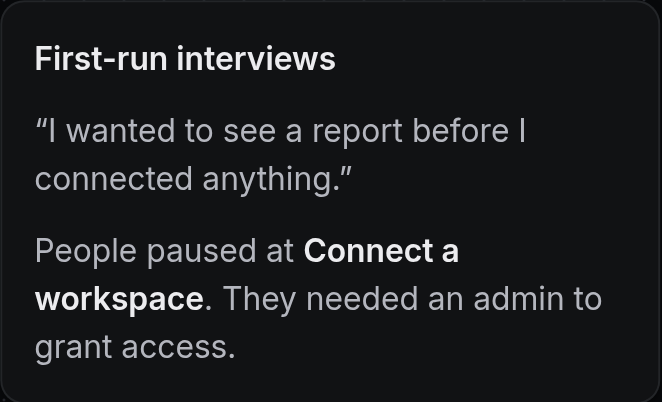 First-run interviews
“I wanted to see a report before I
connected anything.”
People paused at Connect a
workspace. They needed an admin to
grant access.